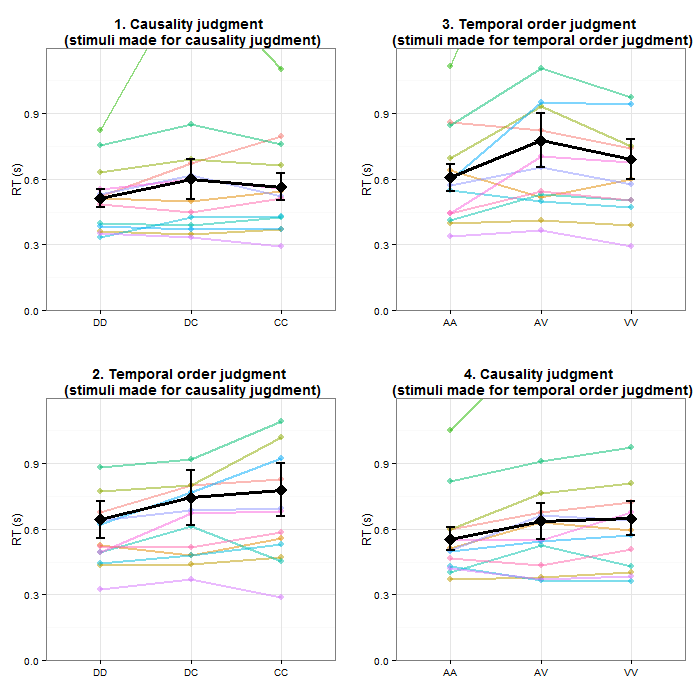 1. Causality judgment
(stimuli made for causality jugdment)
RT (s)
0.9
0.6
0.3
0.0
DD
DC
CC
3. Temporal order judgment
(stimuli made for temporal order jugdment)
RT (s)
0.9
0.6
0.3
0.0
AA
AV
VV
2. Temporal order judgment
(stimuli made for causality jugdment)
RT (s)
0.9
0.6
0.3
0.0
DD
DC
CC
4. Causality judgment
(stimuli made for temporal order jugdment)
RT (s)
0.9
0.6
0.3
0.0
AA
AV
VV